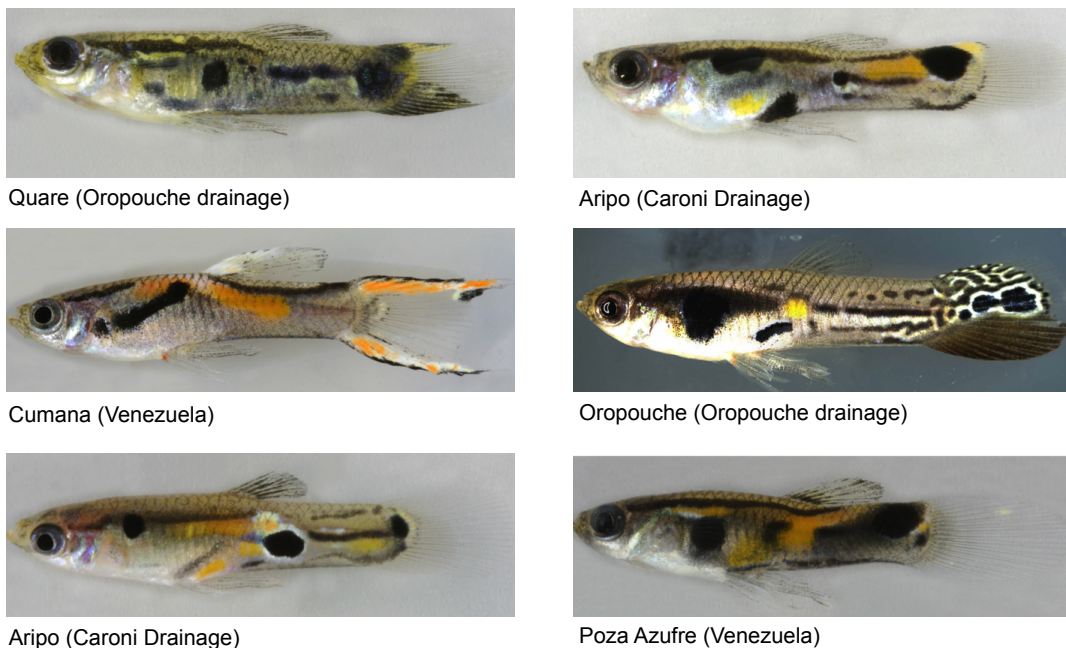 Quare (Oropouche drainage)
Aripo (Caroni Drainage)
Cumana (Venezuela)
Oropouche (Oropouche drainage)
Aripo (Caroni Drainage)
Poza Azufre (Venezuela)